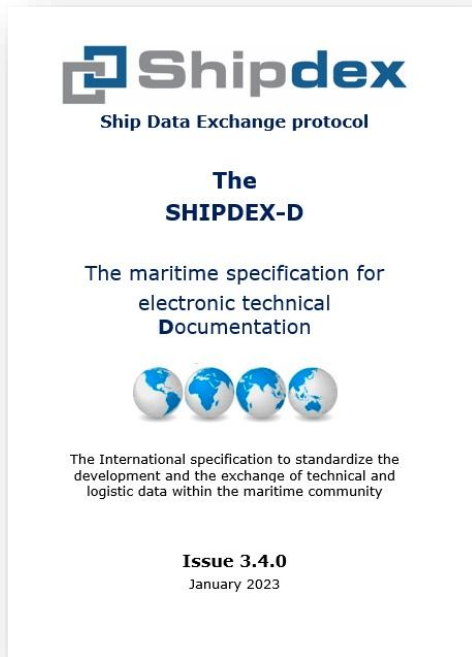 Shipdex
Ship Data Exchange protocol
The
SHIPDEX-D
The maritime specification for
electronic technical
Documentation
The International specification to standardize the
development and the exchange of technical and
logistic data within the maritime community
Issue 3.4.0
January 2023